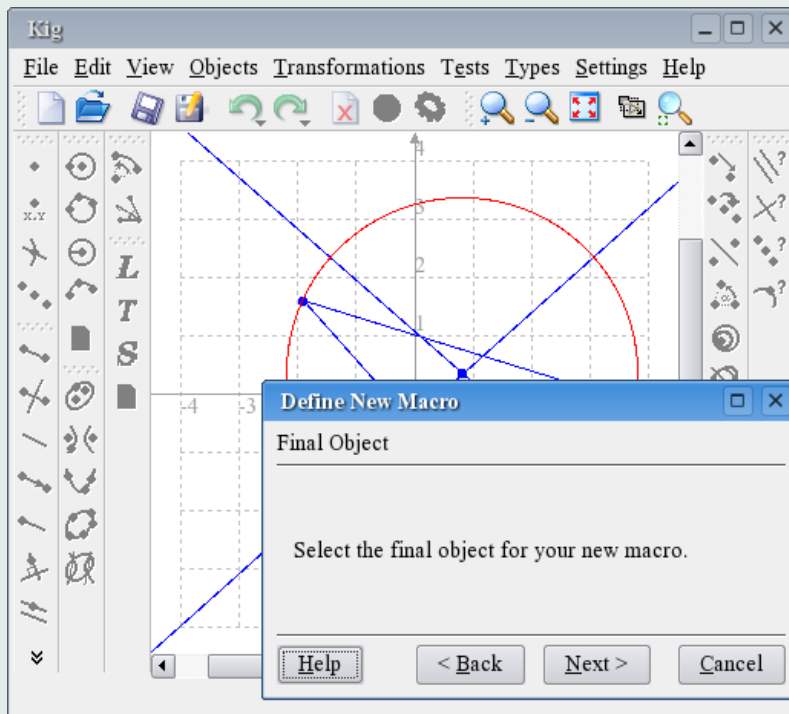 Kig
File Edit View Objects Transformations Tests Types Settings Help
X,Y
L
T
S
?
?
?
?
4
3
2
1
-4 -3
Define New Macro
Final Object
Select the final object for your new macro.
Help < Back Next > Cancel